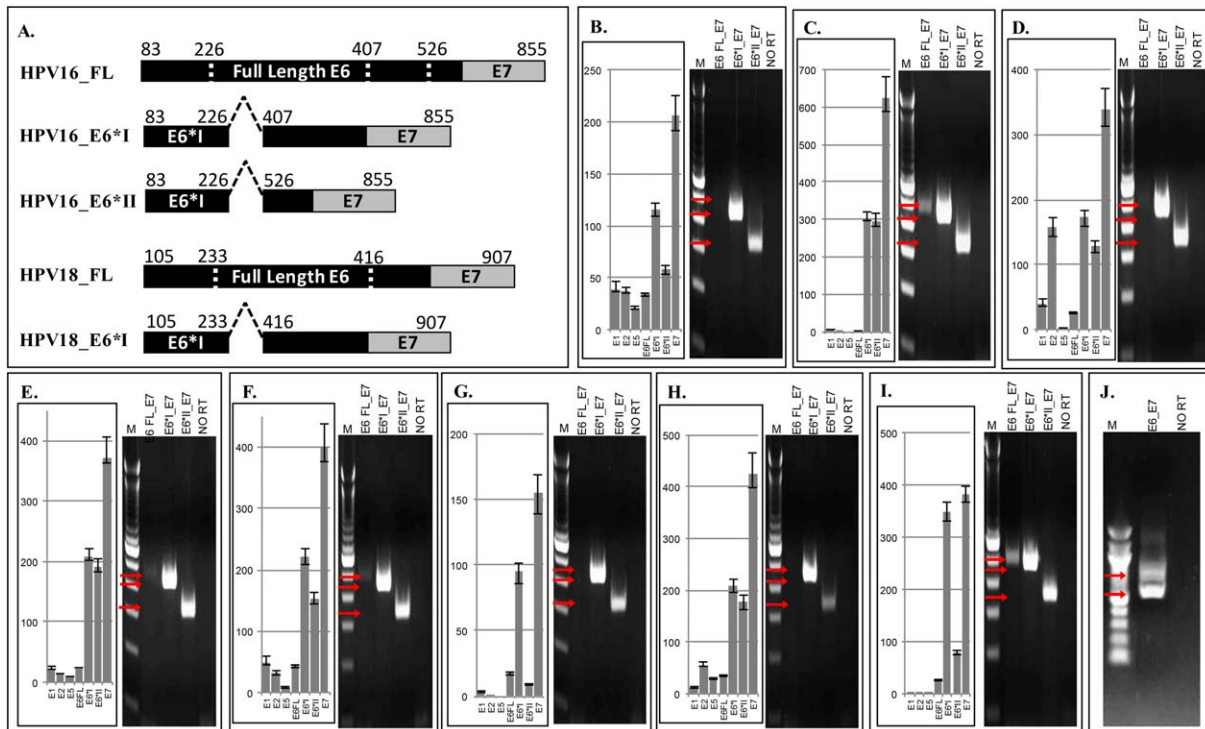 A.
83 226 407 526 855
HPV16_FL Full Length E6 E7
83 226 407 855
HPV16_E6*I E6*I E7
83 226 526 855
HPV16_E6*II E6*I E7
105 233 416 907
HPV18_FL Full Length E6 E7
105 233 416 907
HPV18_E6*I E6*I E7
B.
250
200
150
100
50
0
E1 E2 E5 E6FL E6*I E6*II E7
M E6 FL_E7 E6*I_E7 E6*II_E7 NO RT
C.
700
600
500
400
300
200
100
0
E1 E2 E5 E6FL E6*I E6*II E7
M E6 FL_E7 E6*I_E7 E6*II_E7 NO RT
D.
400
300
200
100
0
E1 E2 E5 E6FL E6*I E6*II E7
M E6 FL_E7 E6*I_E7 E6*II_E7 NO RT
E.
400
300
200
100
0
E1 E2 E5 E6FL E6*I E6*II E7
M E6 FL_E7 E6*I_E7 E6*II_E7 NO RT
F.
400
300
200
100
0
E1 E2 E5 E6FL E6*I E6*II E7
M E6 FL_E7 E6*I_E7 E6*II_E7 NO RT
G.
200
150
100
50
0
E1 E2 E5 E6FL E6*I E6*II E7
M E6 FL_E7 E6*I_E7 E6*II_E7 NO RT
H.
500
400
300
200
100
0
E1 E2 E5 E6FL E6*I E6*II E7
M E6 FL_E7 E6*I_E7 E6*II_E7 NO RT
I.
500
400
300
200
100
0
E1 E2 E5 E6FL E6*I E6*II E7
M E6 FL_E7 E6*I_E7 E6*II_E7 NO RT
J.
M E6_E7 NO RT